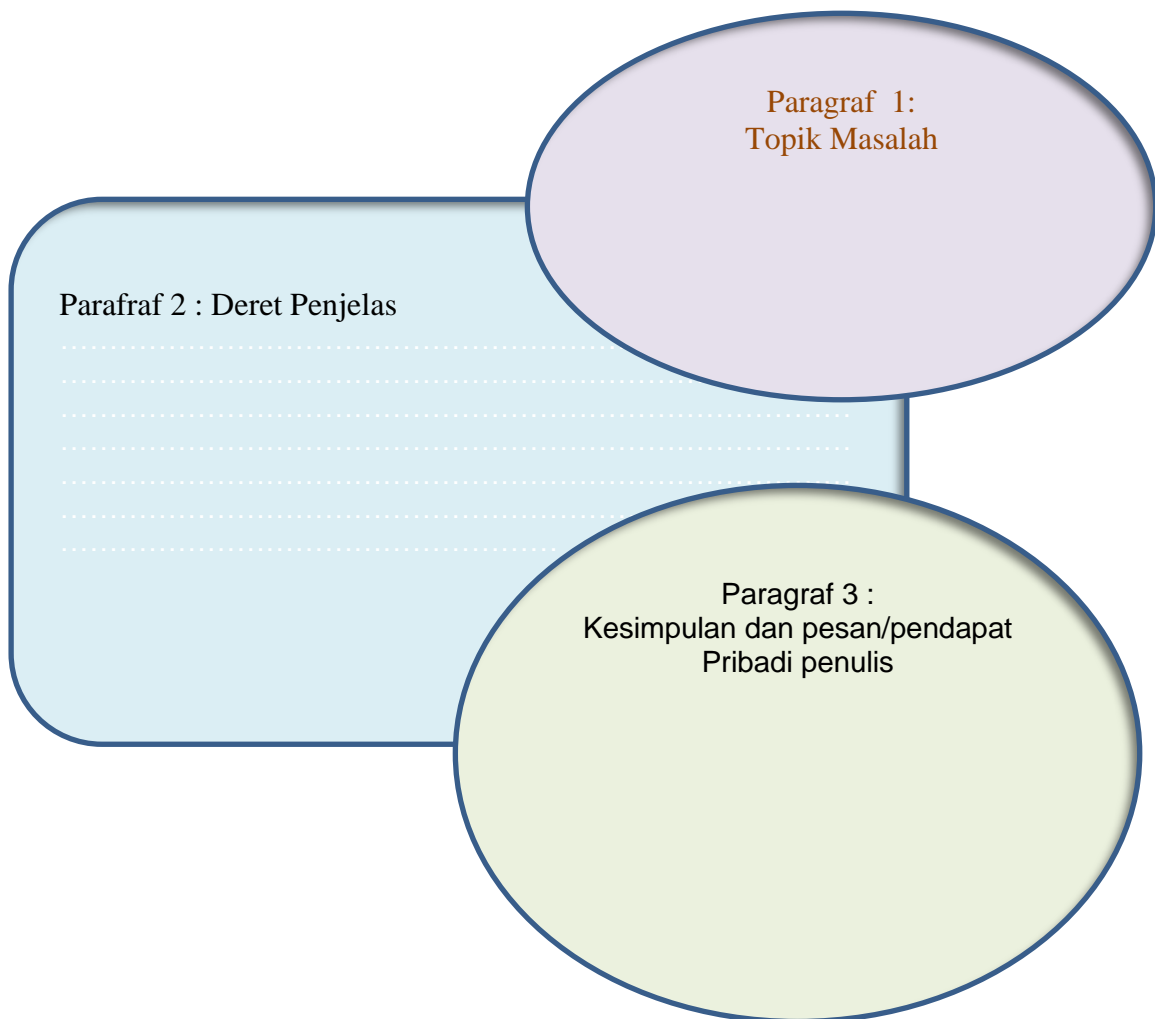 Paragraf  1:
Topik Masalah
Parafraf 2 : Deret Penjelas
................................................................................
................................................................................
................................................................................
................................................................................
................................................................................
................................................................................
................................................................................
Paragraf 3 :
Kesimpulan dan pesan/pendapat
Pribadi penulis